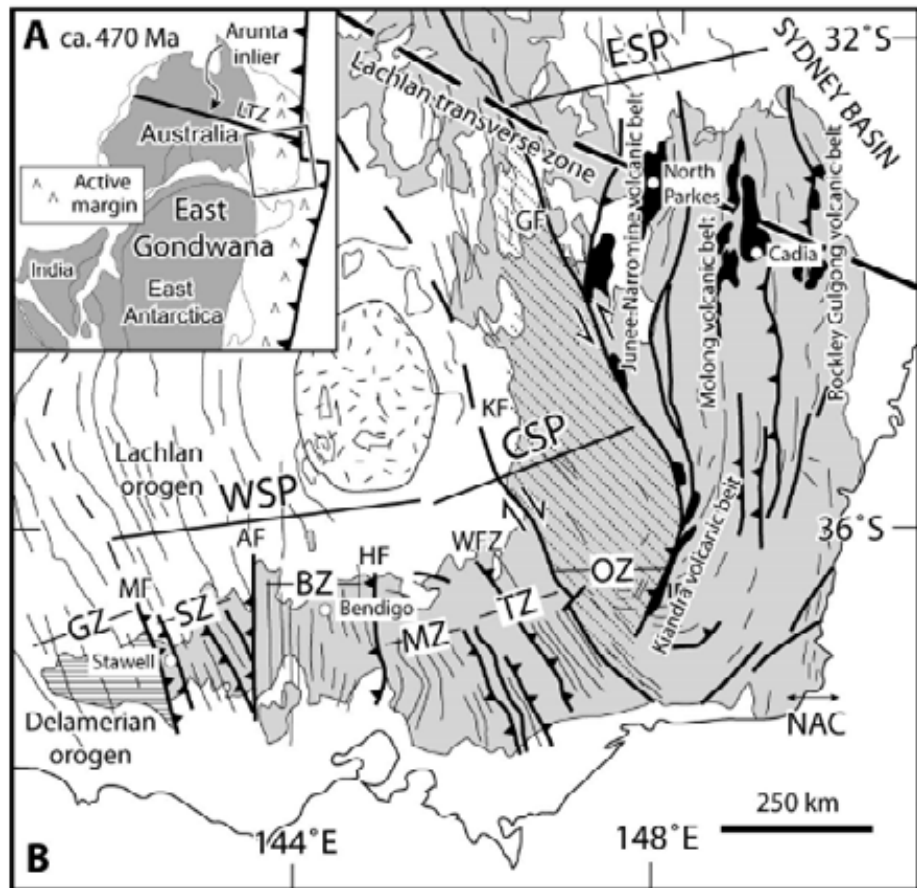 A
ca. 470 Ma
Arunta
inlier
LTZ
Australia
^ Active
^ margin
East
Gondwana
India
East
Antarctica
ESP
32°S
SYDNEY BASIN
Lachlan transverse zone
Junee Narromine volcanic belt
North
Parkes
Molong volcanic belt
Cadia
Rockley Gulgong volcanic belt
GF
KF
CSP
Lachlan
orogen
WSP
36°S
AF
HF
WFZ
OZ
Kiandra volcanic belt
MF
BZ
Bendigo
GZ
SZ
TZ
MZ
Stawell
Delamerian
orogen
NAC
250 km
144°E
148°E
B